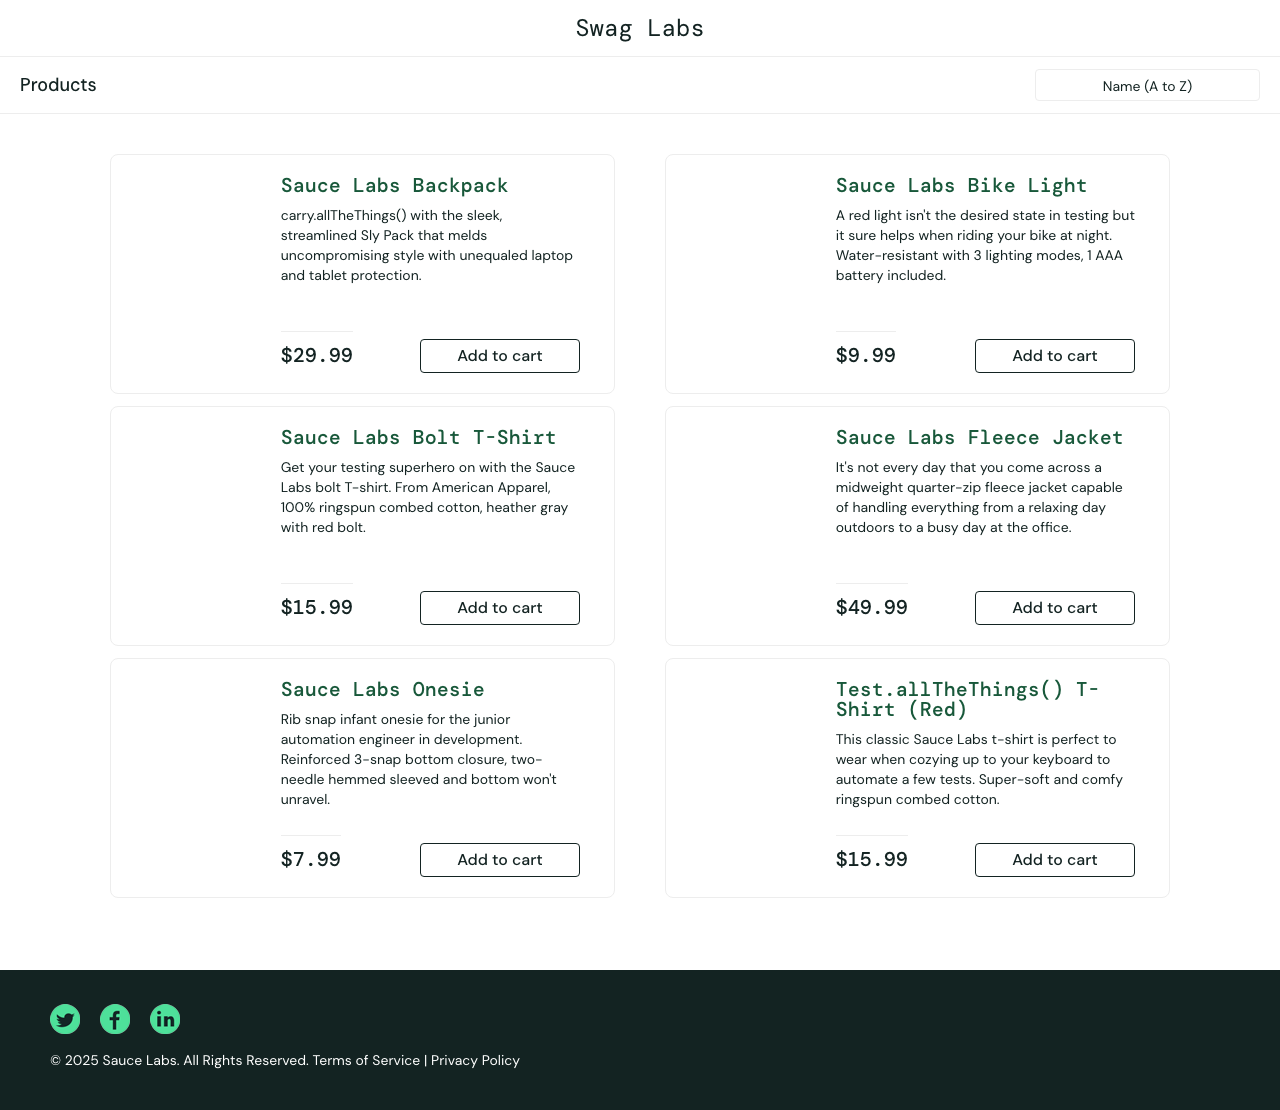 Swag Labs
Products
Name (A to Z)
Sauce Labs Backpack
carry.allTheThings() with the sleek,
streamlined Sly Pack that melds
uncompromising style with unequaled laptop
and tablet protection.
$29.99
Add to cart
Sauce Labs Bike Light
A red light isn't the desired state in testing but
it sure helps when riding your bike at night.
Water-resistant with 3 lighting modes, 1 AAA
battery included.
$9.99
Add to cart
Sauce Labs Bolt T-Shirt
Get your testing superhero on with the Sauce
Labs bolt T-shirt. From American Apparel,
100% ringspun combed cotton, heather gray
with red bolt.
$15.99
Add to cart
Sauce Labs Fleece Jacket
It's not every day that you come across a
midweight quarter-zip fleece jacket capable
of handling everything from a relaxing day
outdoors to a busy day at the office.
$49.99
Add to cart
Sauce Labs Onesie
Rib snap infant onesie for the junior
automation engineer in development.
Reinforced 3-snap bottom closure, two-
needle hemmed sleeved and bottom won't
unravel.
$7.99
Add to cart
Test.allTheThings() T-
Shirt (Red)
This classic Sauce Labs t-shirt is perfect to
wear when cozying up to your keyboard to
automate a few tests. Super-soft and comfy
ringspun combed cotton.
$15.99
Add to cart
© 2025 Sauce Labs. All Rights Reserved. Terms of Service | Privacy Policy